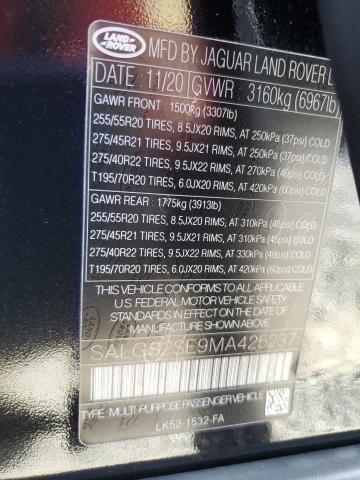 LAND-
ROVER
MFD BY JAGUAR LAND ROVER L
DATE : 11/20 GVWR : 3160kg (6967lb)
GAWR FRONT : 1500kg (3307lb)
255/55R20 TIRES, 8.5JX20 RIMS, AT 250kPa (37psi) COLD
275/45R21 TIRES, 9.5JX21 RIMS, AT 250kPa (37psi) COLD
275/40R22 TIRES, 9.5JX22 RIMS, AT 270kPa (40psi) COLD
T195/70R20 TIRES, 6.0JX20 RIMS, AT 420kPa (60psi) COLD
GAWR REAR : 1775kg (3913lb)
255/55R20 TIRES, 8.5JX20 RIMS, AT 310kPa (45psi) COLD
275/45R21 TIRES, 9.5JX21 RIMS, AT 310kPa (45psi) COLD
275/40R22 TIRES, 9.5JX22 RIMS, AT 330kPa (48psi) COLD
T195/70R20 TIRES, 6.0JX20 RIMS, AT 420kPa (60psi) COLD
THIS VEHICLE CONFORMS TO ALL APPLICABLE
U.S. FEDERAL MOTOR VEHICLE SAFETY
STANDARDS IN EFFECT ON THE DATE OF
MANUFACTURE SHOWN ABOVE
SALGS2SE9MA425237
TYPE: MULTI-PURPOSE PASSENGER VEHICLE
LK52-1532-FA